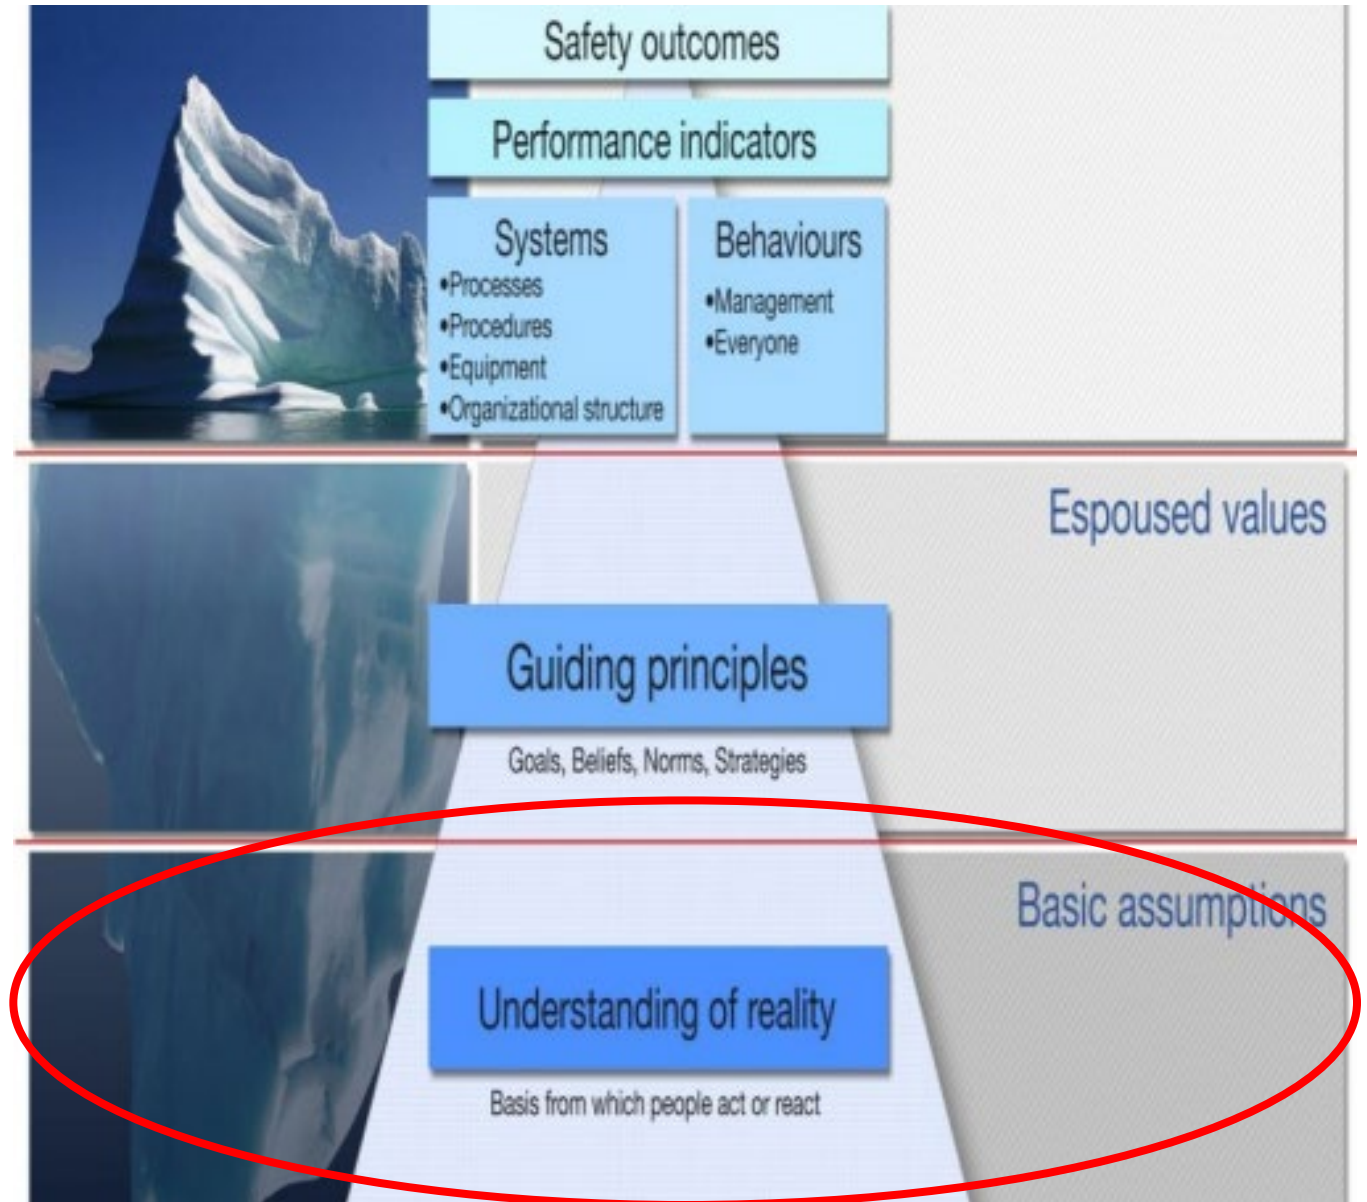 Safety outcomes
Performance indicators
Systems
•Processes
•Procedures
•Equipment
•Organizational structure
Behaviours
•Management
•Everyone
Espoused values
Guiding principles
Goals, Beliefs, Norms, Strategies
Basic assumptions
Understanding of reality
Basis from which people act or react